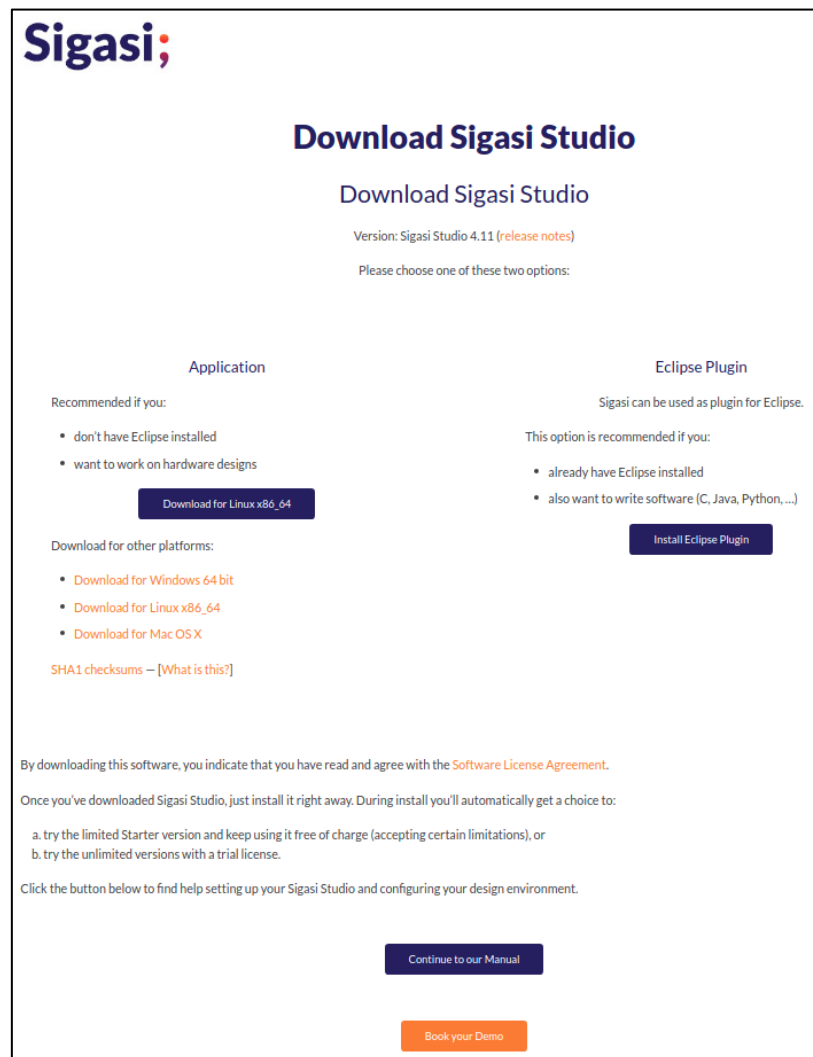 Sigasi;
Download Sigasi Studio
Download Sigasi Studio
Version: Sigasi Studio 4.11 (release notes)
Please choose one of these two options:
Application
Recommended if you:
• don't have Eclipse installed
• want to work on hardware designs
Download for Linux x86_64
Download for other platforms:
• Download for Windows 64 bit
• Download for Linux x86_64
• Download for Mac OS X
SHA1 checksums — [What is this?]
Eclipse Plugin
Sigasi can be used as plugin for Eclipse.
This option is recommended if you:
• already have Eclipse installed
• also want to write software (C, Java, Python, ...)
Install Eclipse Plugin
By downloading this software, you indicate that you have read and agree with the Software License Agreement.
Once you've downloaded Sigasi Studio, just install it right away. During install you'll automatically get a choice to:
a. try the limited Starter version and keep using it free of charge (accepting certain limitations), or
b. try the unlimited versions with a trial license.
Click the button below to find help setting up your Sigasi Studio and configuring your design environment.
Continue to our Manual
Book your Demo